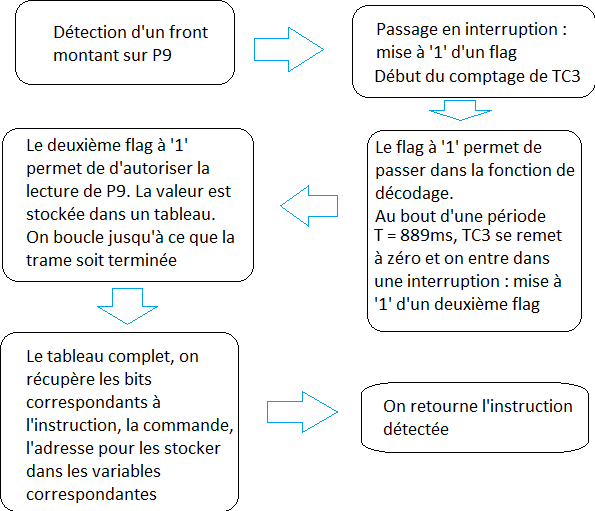 Détection d'un front
montant sur P9
Passage en interruption :
mise à '1' d'un flag
Début du comptage de TC3
Le flag à '1' permet de
passer dans la fonction de
décodage.
Au bout d'une période
T = 889ms, TC3 se remet
à zéro et on entre dans
une interruption : mise à
'1' d'un deuxième flag
Le deuxième flag à '1'
permet de d'autoriser la
lecture de P9. La valeur est
stockée dans un tableau.
On boucle jusqu'à ce que la
trame soit terminée
Le tableau complet, on
récupère les bits
correspondants à
l'instruction, la commande,
l'adresse pour les stocker
dans les variables
correspondantes
On retourne l'instruction
détectée